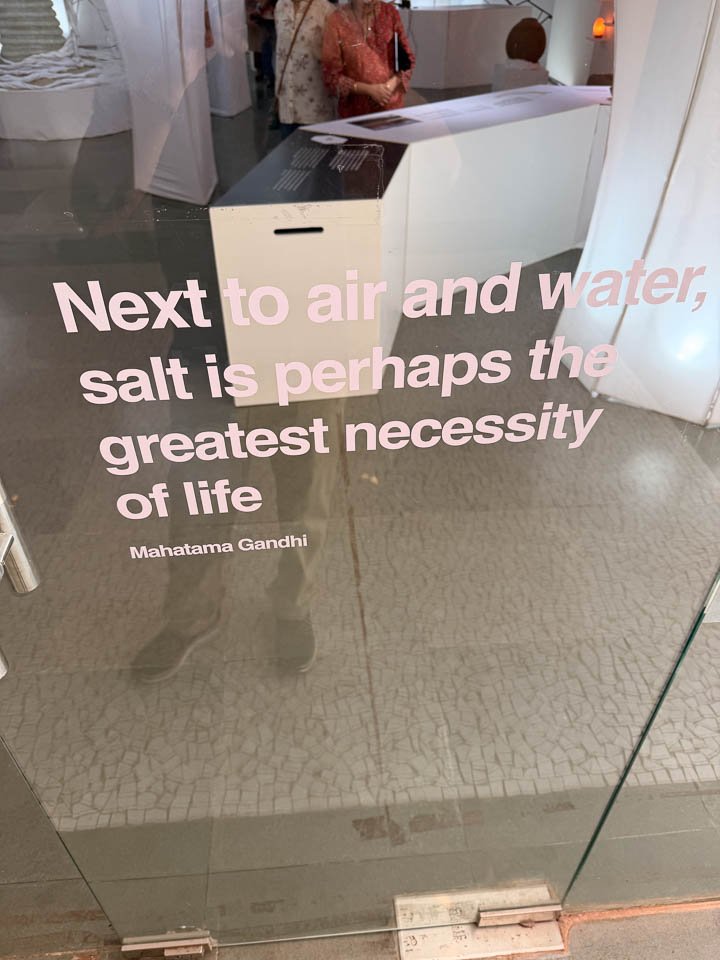 Next to air and water,
salt is perhaps the
greatest necessity
of life
Mahatama Gandhi